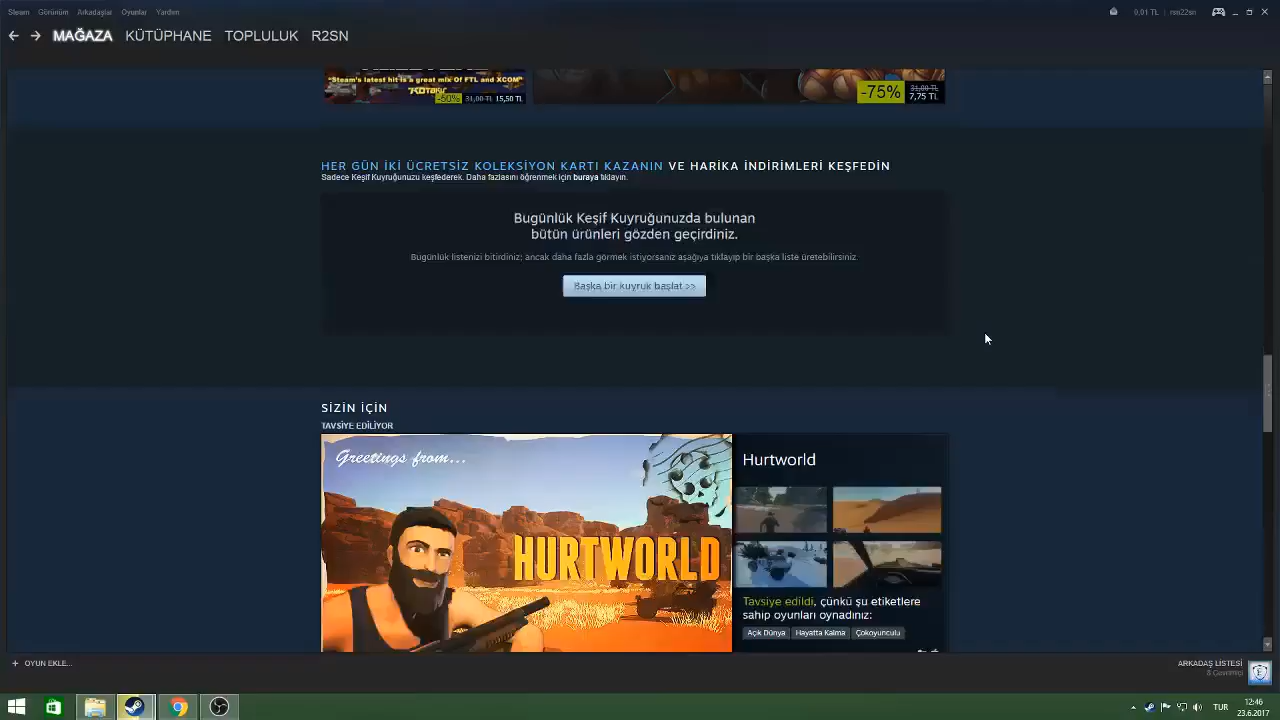 Steam Görünüm Arkadaşlar Oyunlar Yardım
0,01 TL rsn22sn
MAĞAZA KÜTÜPHANE TOPLULUK R2SN
"Steam's latest hit is a great mix Of FTL and XCOM"
KOTAKU
-50% 31,00 TL 15,50 TL
-75% 31,00 TL 7,75 TL
HER GÜN İKİ ÜCRETSİZ KOLEKSİYON KARTI KAZANIN VE HARİKA İNDİRİMLERİ KEŞFEDİN
Sadece Keşif Kuyruğunuzu keşfederek. Daha fazlasını öğrenmek için buraya tıklayın.
Bugünlük Keşif Kuyruğunuzda bulunan
bütün ürünleri gözden geçirdiniz.
Bugünlük listenizi bitirdiniz; ancak daha fazla görmek istiyorsanız aşağıya tıklayıp bir başka liste üretebilirsiniz.
Başka bir kuyruk başlat >>
SİZİN İÇİN
TAVSİYE EDİLİYOR
Greetings from...
HURTWORLD
Hurtworld
Tavsiye edildi, çünkü şu etiketlere
sahip oyunları oynadınız:
Açık Dünya Hayatta Kalma Çokoyunculu
+ OYUN EKLE...
ARKADAŞ LİSTESİ
8 Çevrimiçi
TUR
12:46
23.6.2017